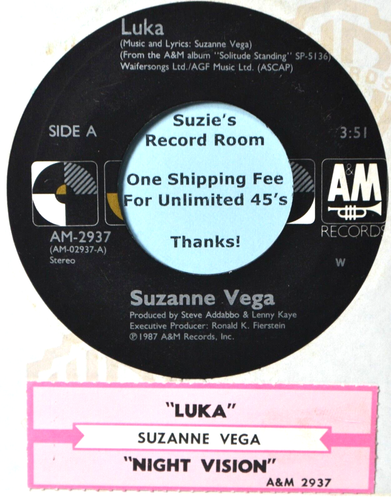 Luka
(Music and Lyrics: Suzanne Vega)
(From the A&M album "Solitude Standing" SP-5136)
Waifersongs Ltd./AGF Music Ltd. (ASCAP)
SIDE A
3:51
Suzie's
Record Room
One Shipping Fee
For Unlimited 45's
Thanks!
A&M
RECORDS
AM-2937
(AM-02937-A)
Stereo
W
Suzanne Vega
Produced by Steve Addabbo & Lenny Kaye
Executive Producer: Ronald K. Fierstein
℗1987 A&M Records, Inc.
"LUKA"
SUZANNE VEGA
"NIGHT VISION"
A&M 2937